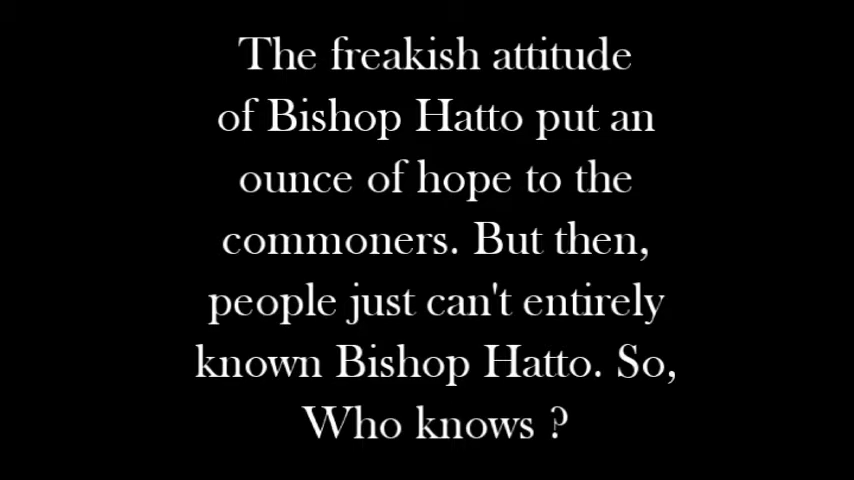 The freakish attitude
of Bishop Hatto put an
ounce of hope to the
commoners. But then,
people just can't entirely
known Bishop Hatto. So,
Who knows ?